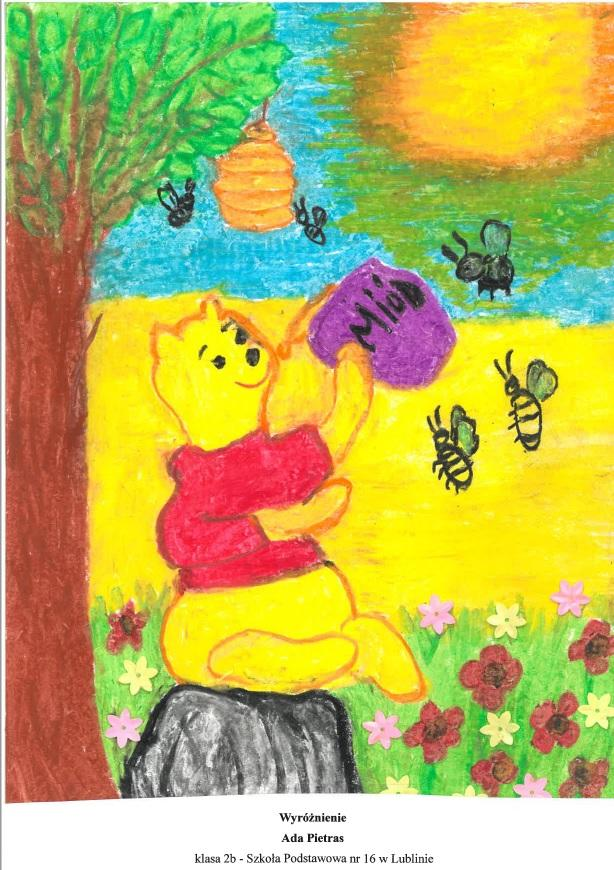 Miód
Wyróżnienie
Ada Pietras
klasa 2b - Szkoła Podstawowa nr 16 w Lublinie